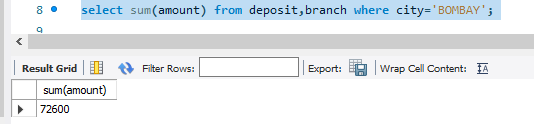 8 select sum(amount) from deposit,branch where city='BOMBAY';
9
Result Grid Filter Rows: Export: Wrap Cell Content: IA
sum(amount)
72600